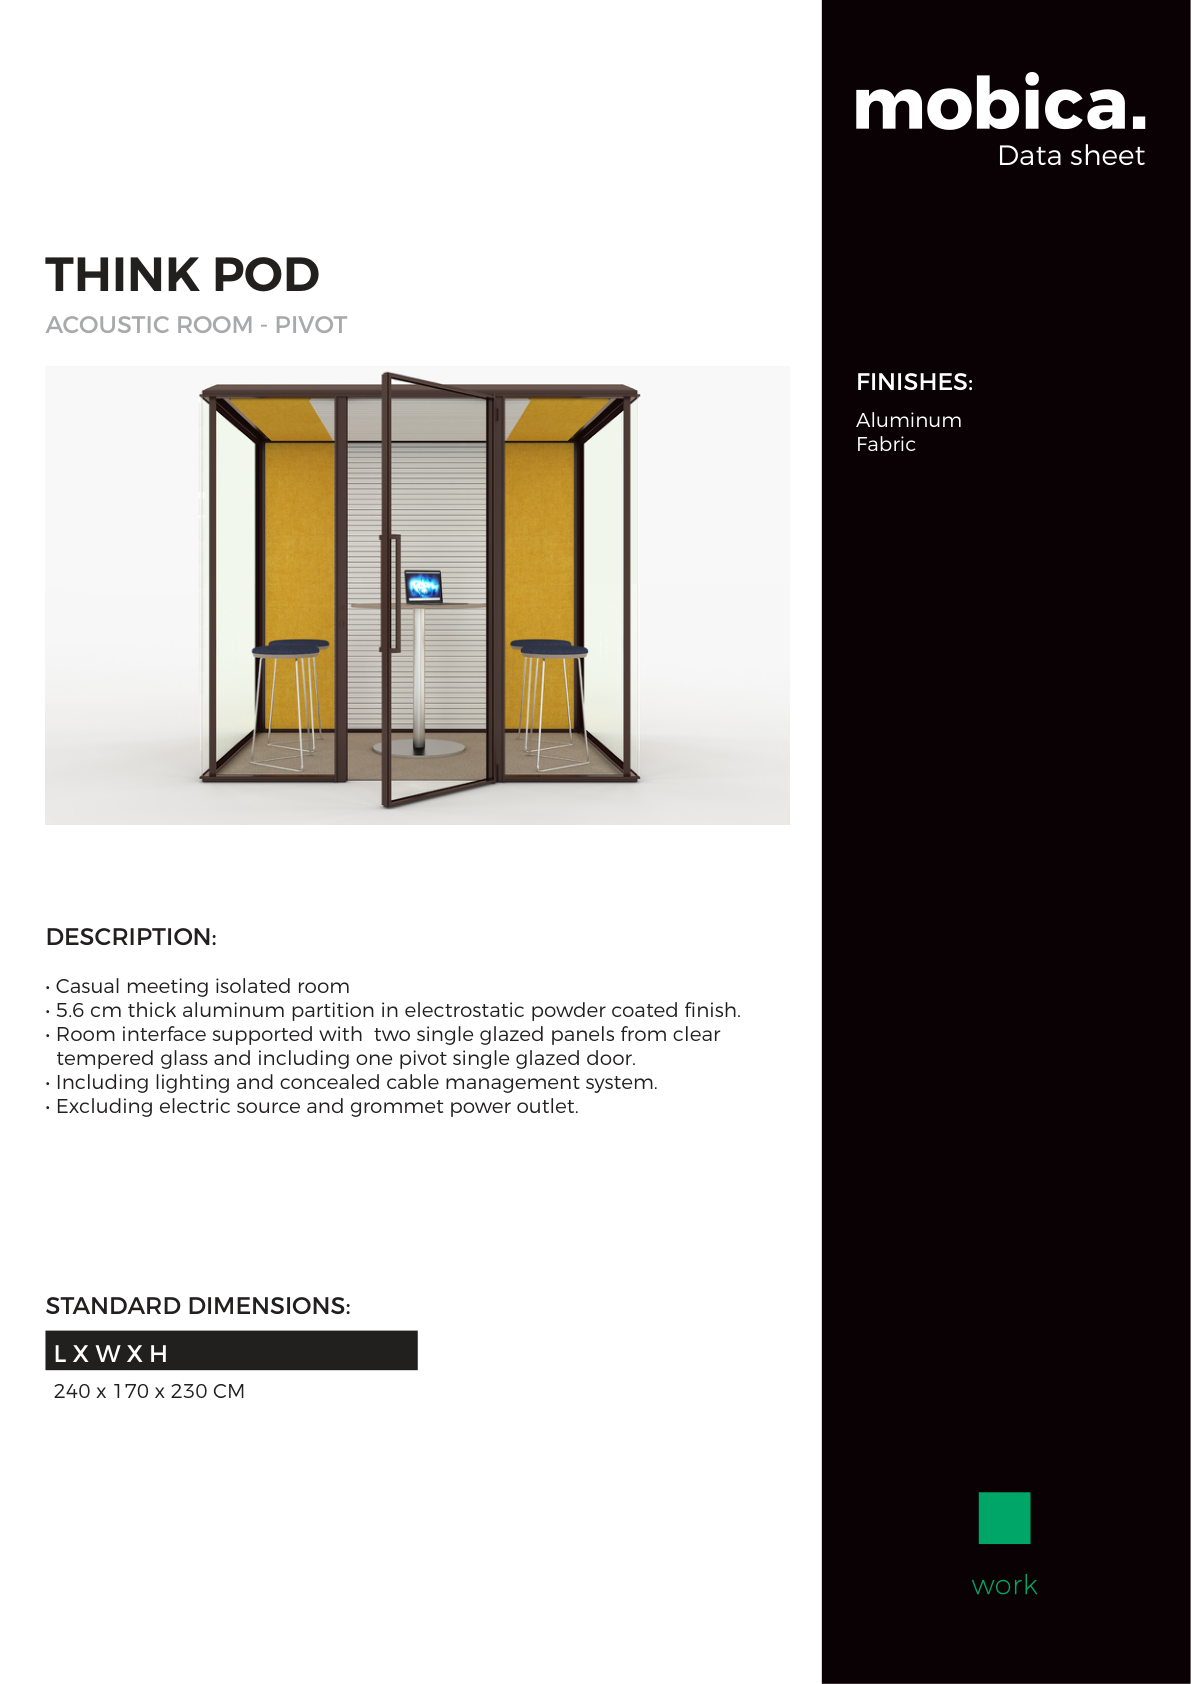 mobica.
Data sheet
THINK POD
ACOUSTIC ROOM - PIVOT
FINISHES:
Aluminum
Fabric
DESCRIPTION:
• Casual meeting isolated room
• 5.6 cm thick aluminum partition in electrostatic powder coated finish.
• Room interface supported with  two single glazed panels from clear
tempered glass and including one pivot single glazed door.
• Including lighting and concealed cable management system.
• Excluding electric source and grommet power outlet.
STANDARD DIMENSIONS:
L X W X H
240 x 170 x 230 CM
work